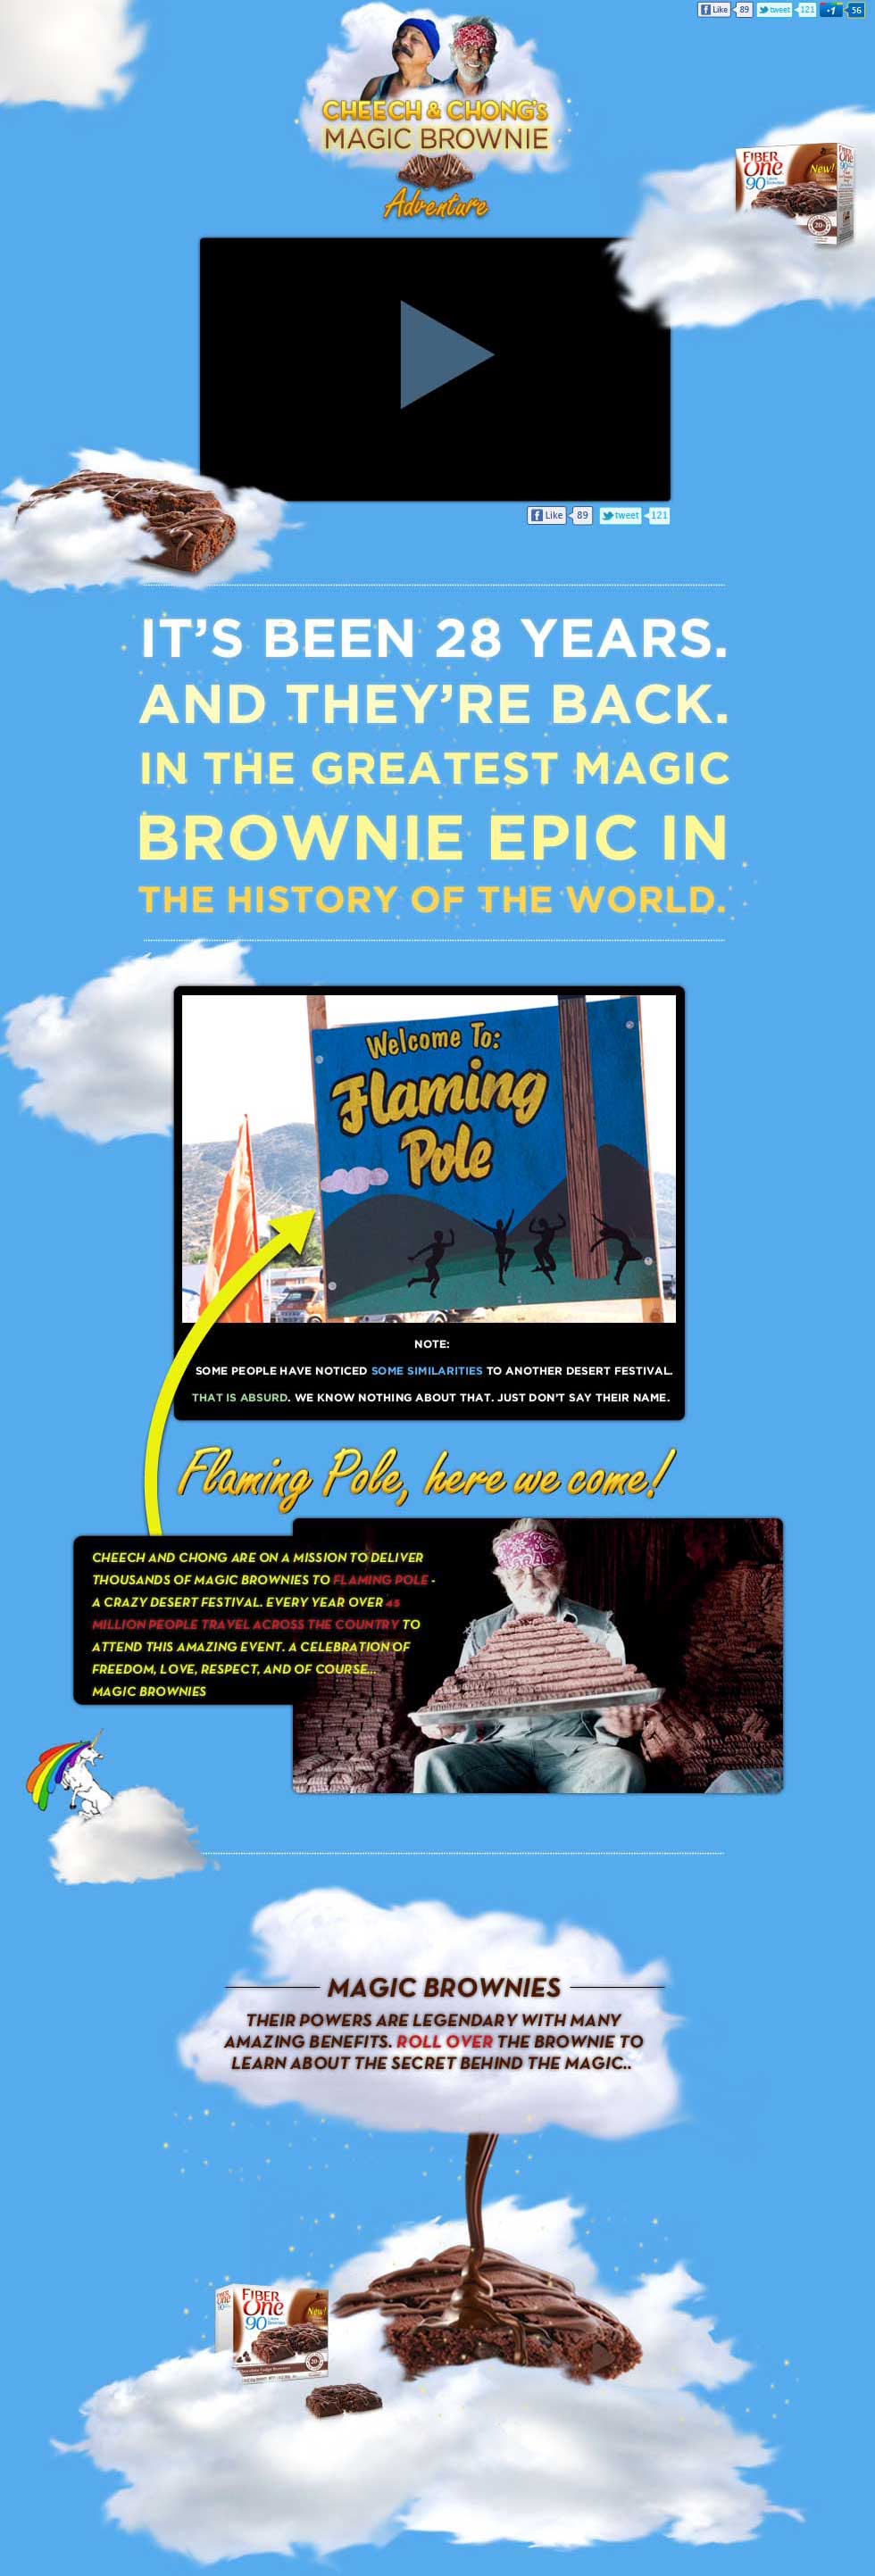 Like 89 tweet 121 +1 56
CHEECH & CHONG'S
MAGIC BROWNIE
Adventure
FIBER
One
90
New!
20%
Like 89 tweet 121
IT'S BEEN 28 YEARS.
AND THEY'RE BACK.
IN THE GREATEST MAGIC
BROWNIE EPIC IN
THE HISTORY OF THE WORLD.
Welcome To:
Flaming
Pole
NOTE:
SOME PEOPLE HAVE NOTICED SOME SIMILARITIES TO ANOTHER DESERT FESTIVAL.
THAT IS ABSURD. WE KNOW NOTHING ABOUT THAT. JUST DON'T SAY THEIR NAME.
Flaming Pole, here we come!
CHEECH AND CHONG ARE ON A MISSION TO DELIVER
THOUSANDS OF MAGIC BROWNIES TO FLAMING POLE -
A CRAZY DESERT FESTIVAL. EVERY YEAR OVER 45
MILLION PEOPLE TRAVEL ACROSS THE COUNTRY TO
ATTEND THIS AMAZING EVENT. A CELEBRATION OF
FREEDOM, LOVE, RESPECT, AND OF COURSE...
MAGIC BROWNIES
MAGIC BROWNIES
THEIR POWERS ARE LEGENDARY WITH MANY
AMAZING BENEFITS. ROLL OVER THE BROWNIE TO
LEARN ABOUT THE SECRET BEHIND THE MAGIC..
FIBER
One
90
New!